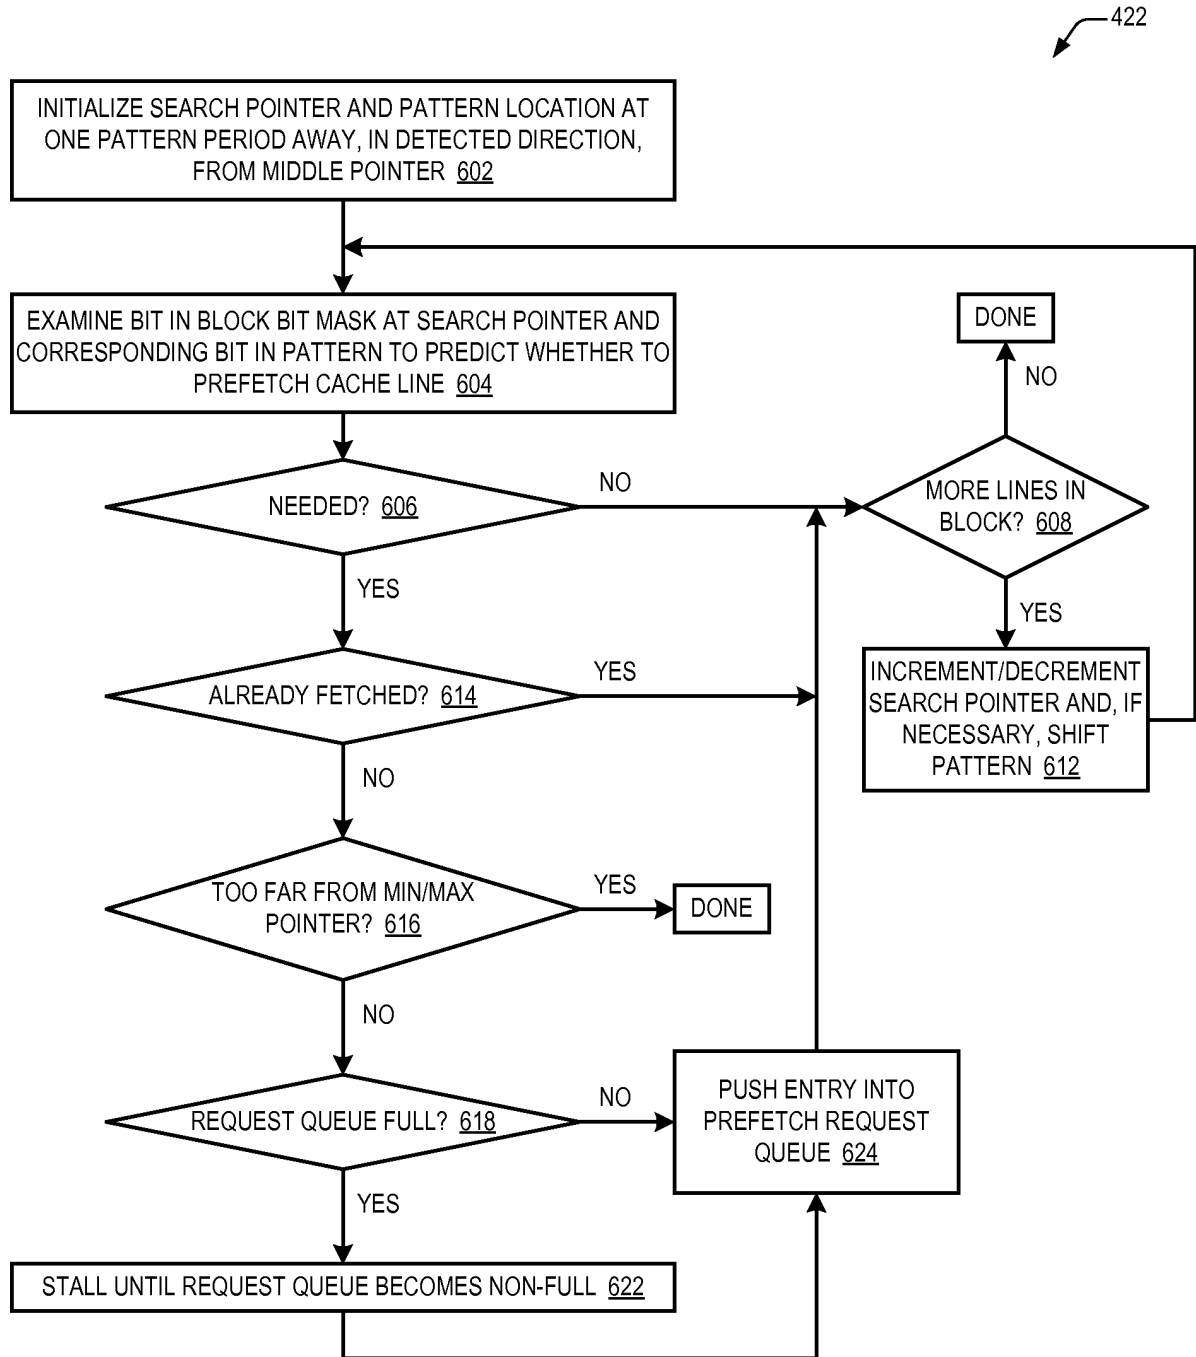 422
INITIALIZE SEARCH POINTER AND PATTERN LOCATION AT
ONE PATTERN PERIOD AWAY, IN DETECTED DIRECTION,
FROM MIDDLE POINTER 602
EXAMINE BIT IN BLOCK BIT MASK AT SEARCH POINTER AND
CORRESPONDING BIT IN PATTERN TO PREDICT WHETHER TO
PREFETCH CACHE LINE 604
DONE
NO
NEEDED? 606
NO
MORE LINES IN
BLOCK? 608
YES
YES
ALREADY FETCHED? 614
YES
INCREMENT/DECREMENT
SEARCH POINTER AND, IF
NECESSARY, SHIFT
PATTERN 612
NO
TOO FAR FROM MIN/MAX
POINTER? 616
YES
DONE
NO
REQUEST QUEUE FULL? 618
NO
PUSH ENTRY INTO
PREFETCH REQUEST
QUEUE 624
YES
STALL UNTIL REQUEST QUEUE BECOMES NON-FULL 622